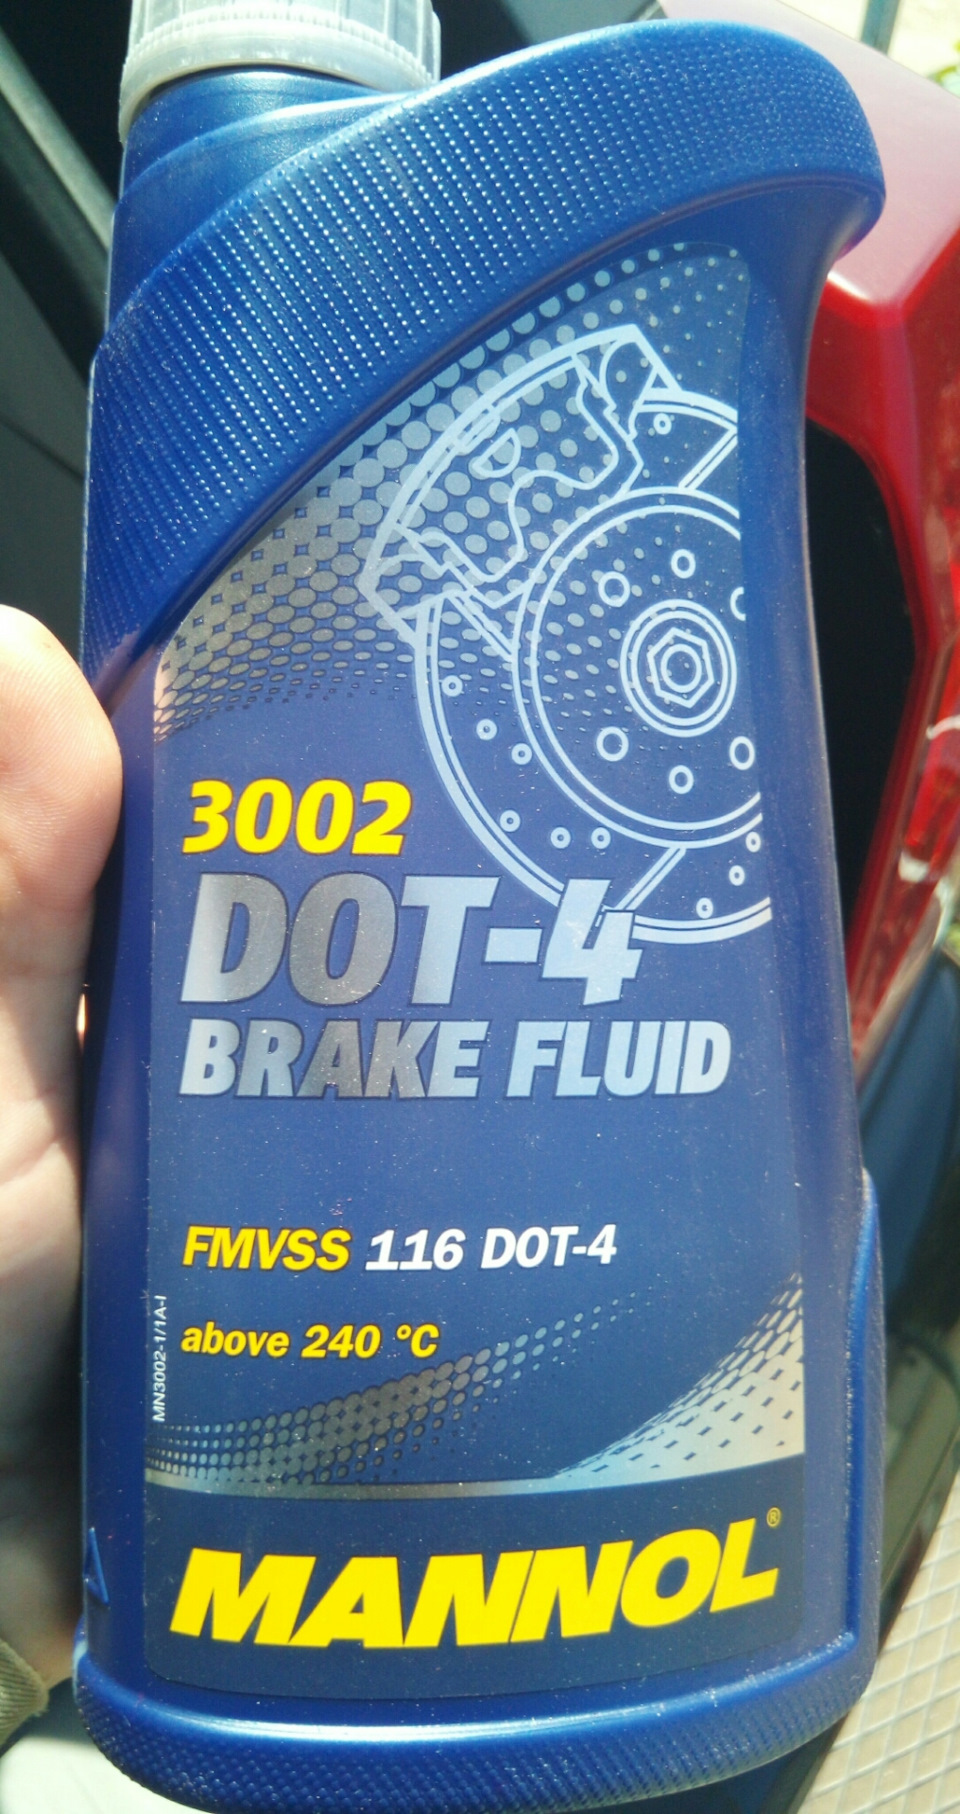 3002
DOT-4
BRAKE FLUID
FMVSS 116 DOT-4
above 240 °C
MN3002-1/1A-I
MANNOL®